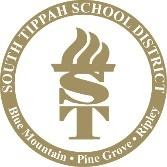 SOUTH TIPPAH SCHOOL DISTRICT
ST
Blue Mountain • Pine Grove • Ripley